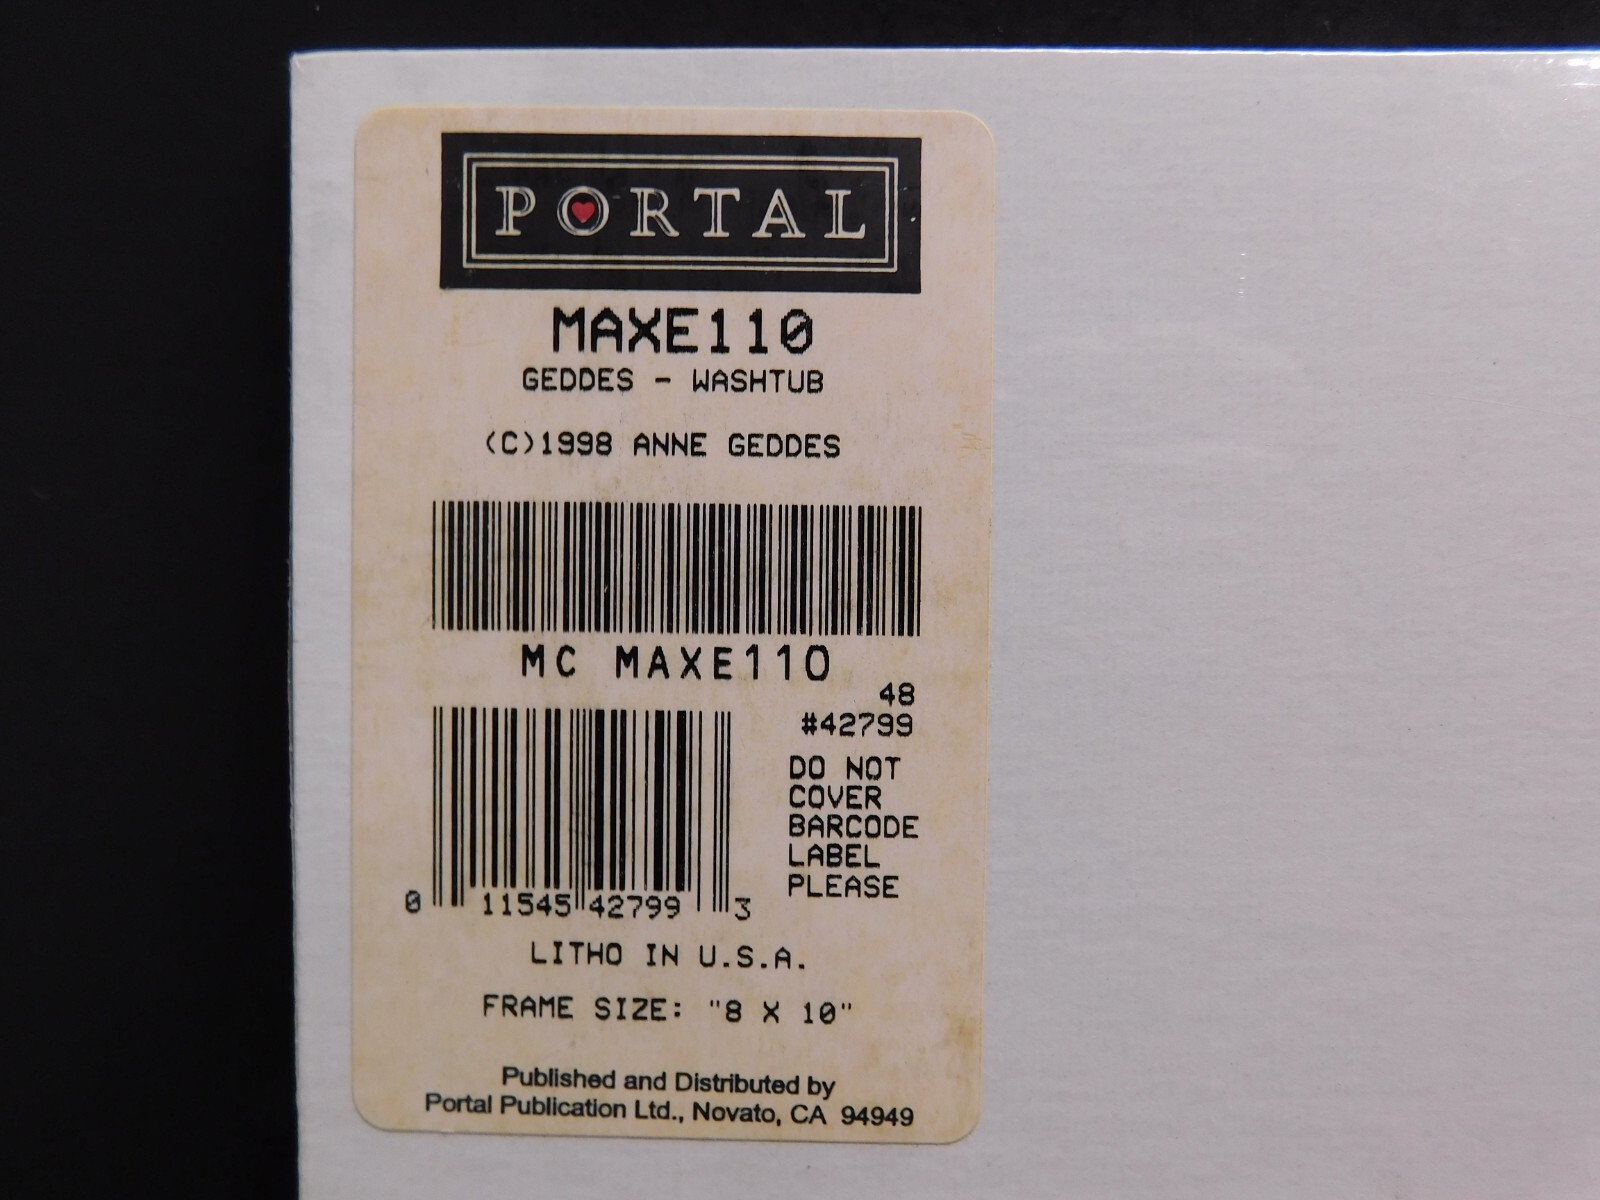 PORTAL
MAXE110
GEDDES - WASHTUB
(C)1998 ANNE GEDDES
MC MAXE110
48
#42799
DO NOT
COVER
BARCODE
LABEL
PLEASE
0 11545 42799 3
LITHO IN U.S.A.
FRAME SIZE: "8 X 10"
Published and Distributed by
Portal Publication Ltd., Novato, CA 94949